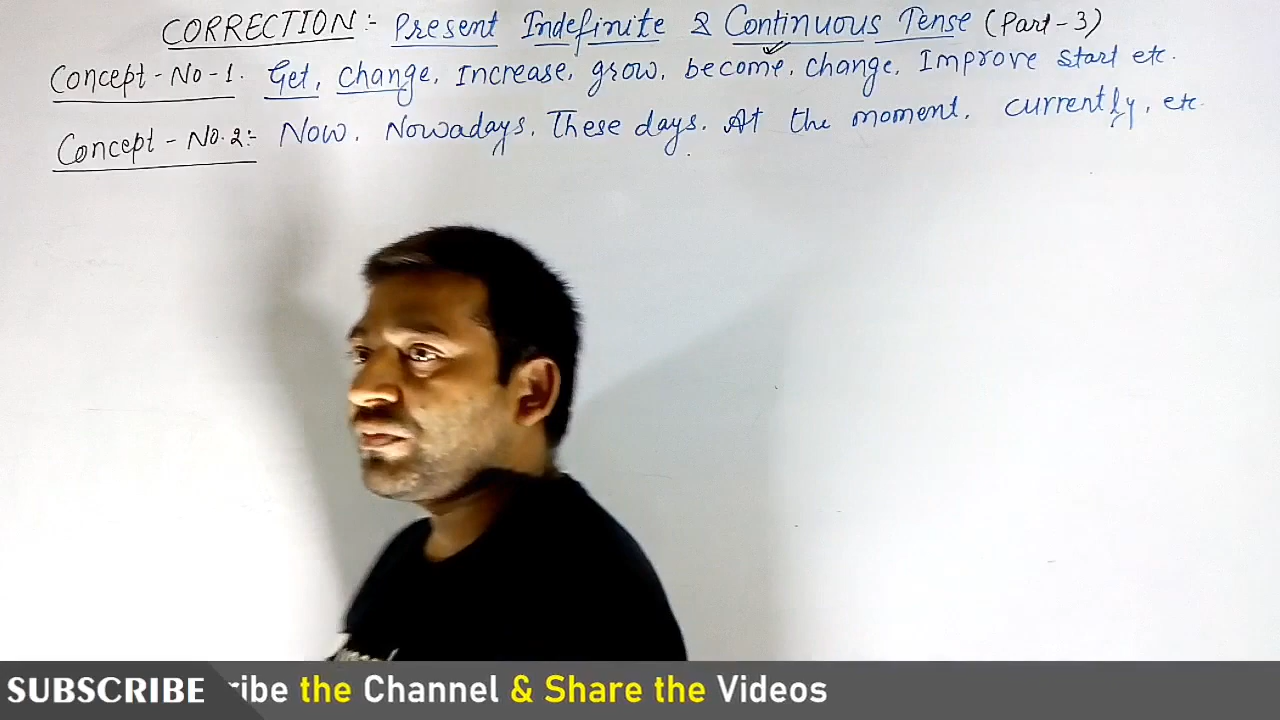 CORRECTION:- Present Indefinite & Continuous Tense (Part-3)
Concept-No-1. Get, change, Increase, grow, become, change, Improve start etc.
Concept-No.2:- Now, Nowadays, These days, At the moment, currently, etc.
SUBSCRIBE ribe the Channel & Share the Videos